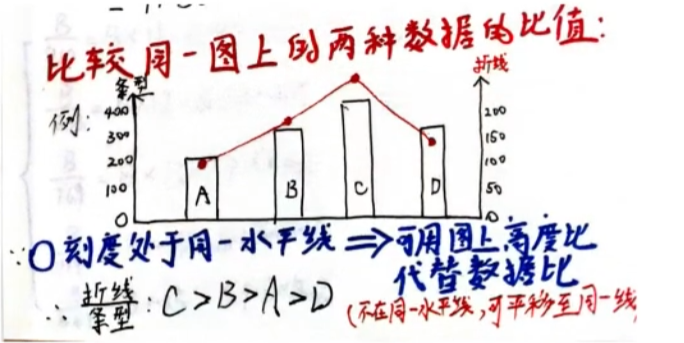 比较同一图上的两种数据的比值:
条型
折线
例:
400
300
200
100
0
A
B
C
D
200
150
100
50
0
∵0刻度处于同一水平线⇒可用图上高度比
代替数据比
∴ 折线/条型 : C>B>A>D
(不在同一水平线,可平移至同一线